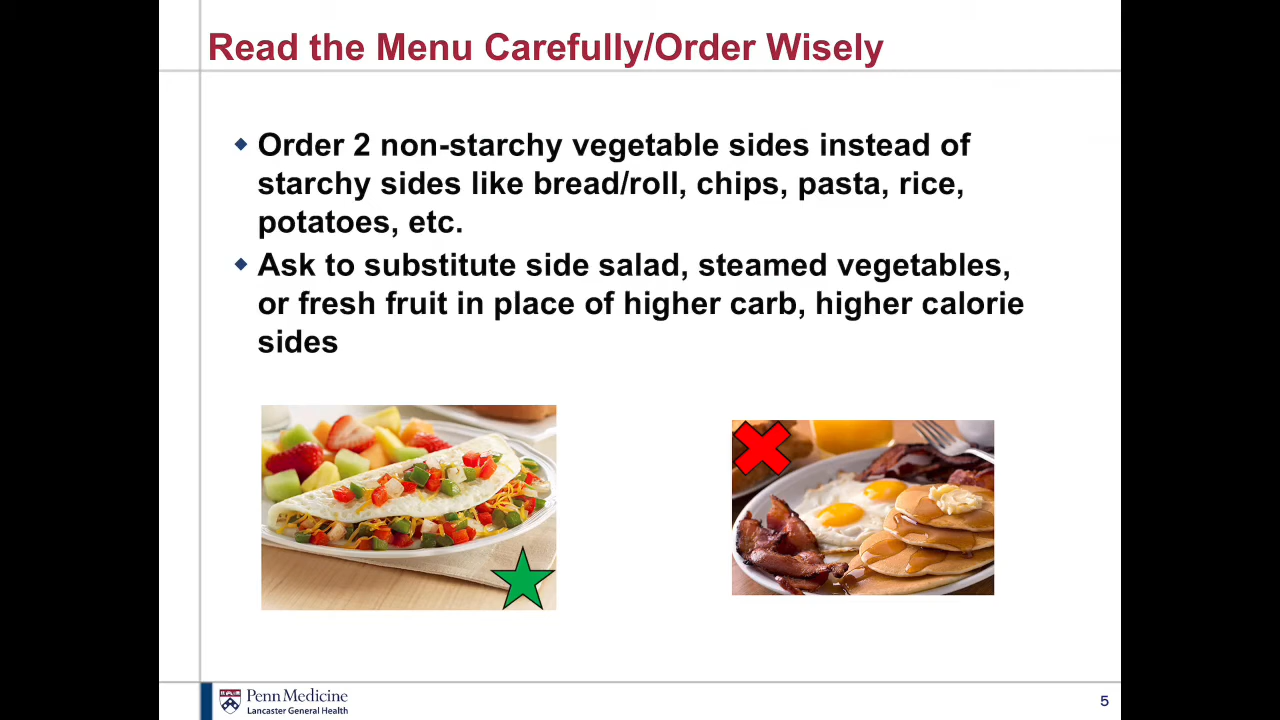 Read the Menu Carefully/Order Wisely
Order 2 non-starchy vegetable sides instead of
starchy sides like bread/roll, chips, pasta, rice,
potatoes, etc.
Ask to substitute side salad, steamed vegetables,
or fresh fruit in place of higher carb, higher calorie
sides
Penn Medicine
Lancaster General Health
5